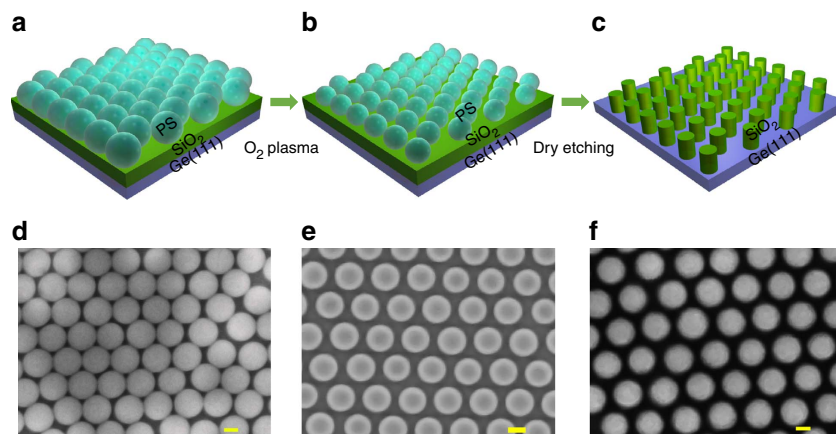 a
b
c
PS
SiO₂
Ge(111)
O₂ plasma
PS
SiO₂
Ge(111)
Dry etching
SiO₂
Ge(111)
d
e
f